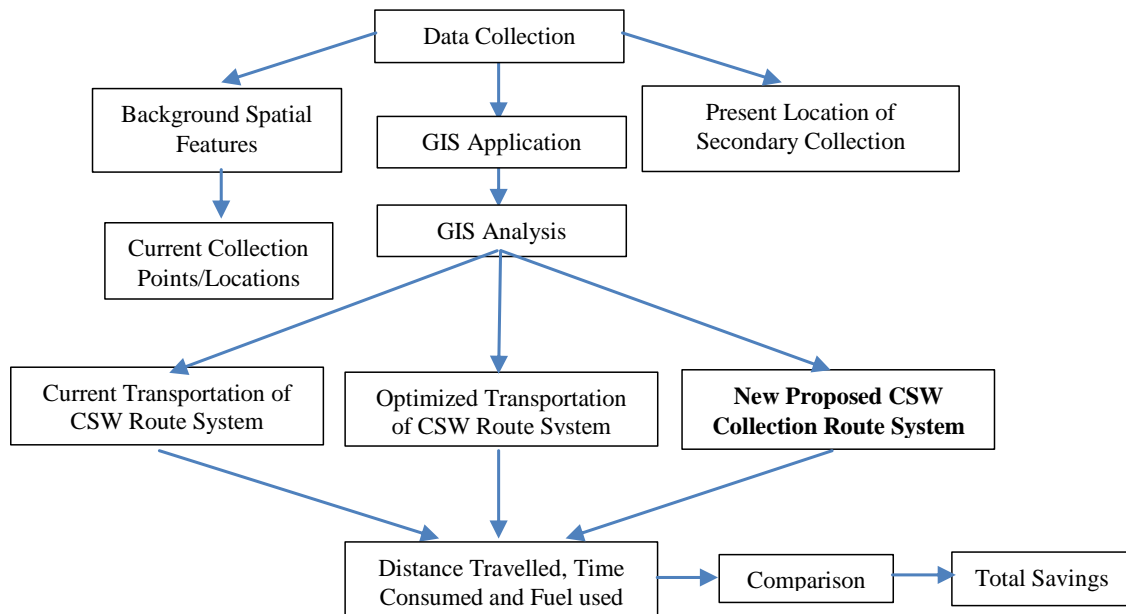 Data Collection
Background Spatial
Features
GIS Application
Present Location of
Secondary Collection
Current Collection
Points/Locations
GIS Analysis
Current Transportation of
CSW Route System
Optimized Transportation
of CSW Route System
New Proposed CSW
Collection Route System
Distance Travelled, Time
Consumed and Fuel used
Comparison
Total Savings